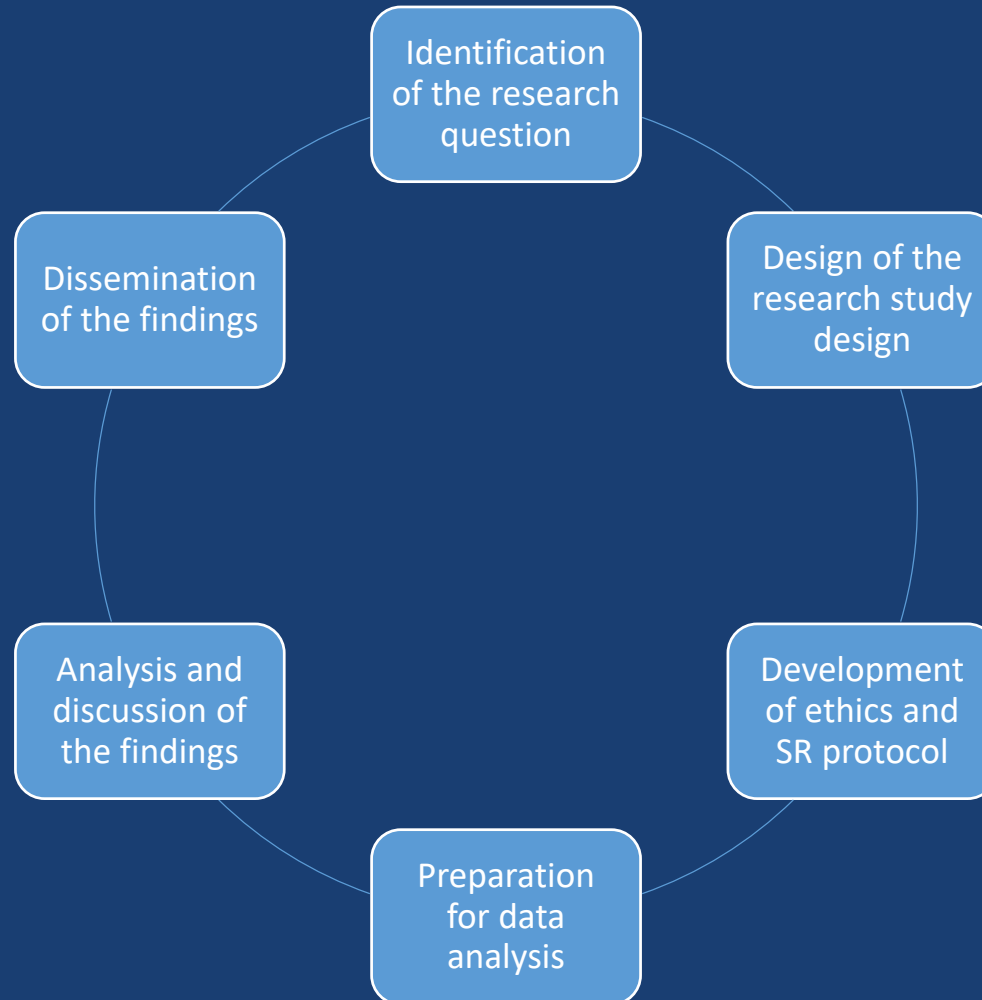 Identification
of the research
question
Design of the
research study
design
Development
of ethics and
SR protocol
Preparation
for data
analysis
Analysis and
discussion of
the findings
Dissemination
of the findings